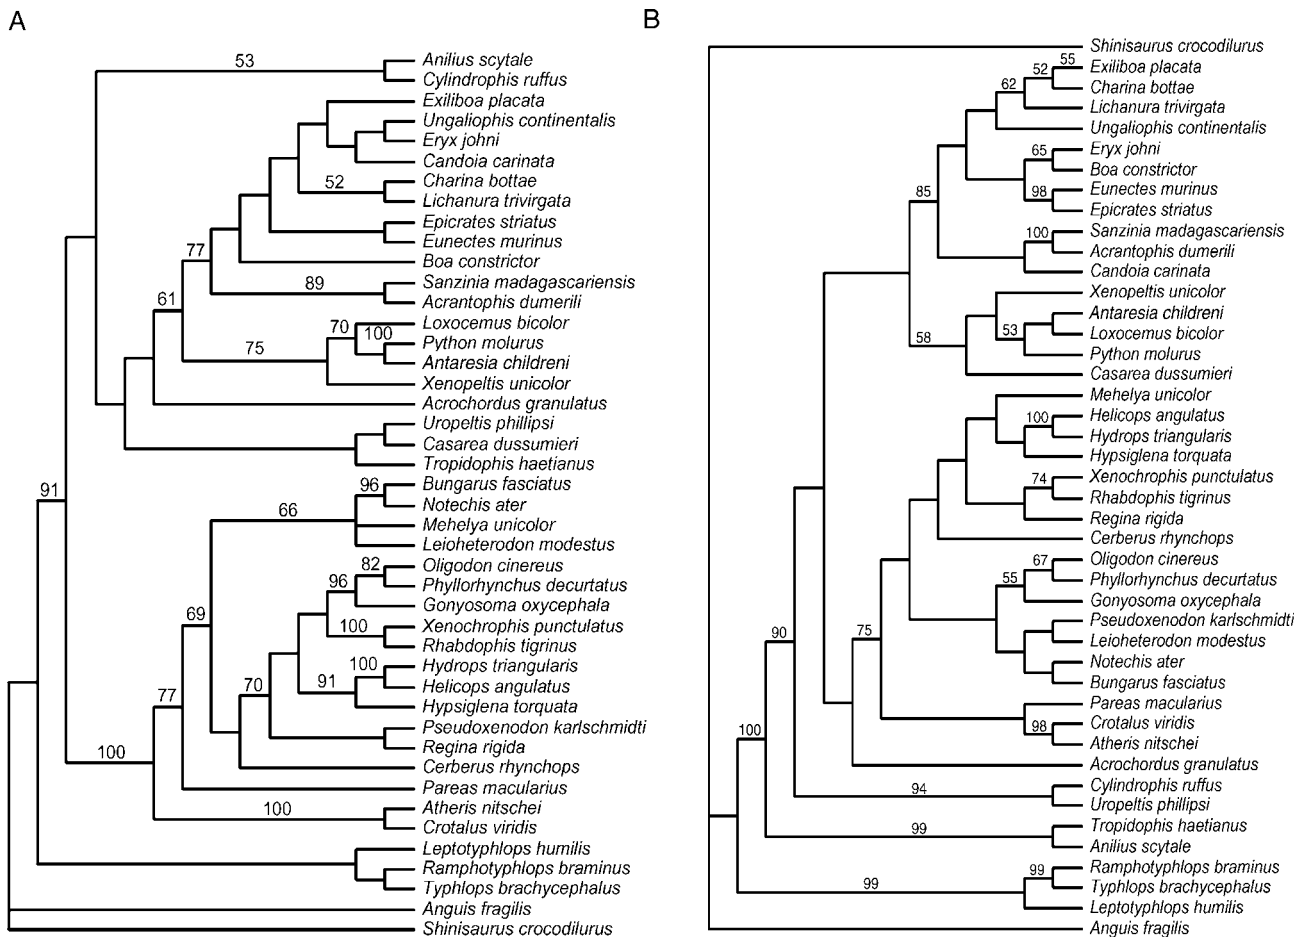 A
53
Anilius scytale
Cylindrophis ruffus
Exiliboa placata
Ungaliophis continentalis
Eryx johni
Candoia carinata
52
Charina bottae
Lichanura trivirgata
Epicrates striatus
Eunectes murinus
77
Boa constrictor
89
Sanzinia madagascariensis
Acrantophis dumerili
61
70
Loxocemus bicolor
100
Python molurus
75
Antaresia childreni
Xenopeltis unicolor
Acrochordus granulatus
Uropeltis phillipsi
Casarea dussumieri
Tropidophis haetianus
91
96
Bungarus fasciatus
Notechis ater
66
Mehelya unicolor
Leioheterodon modestus
82
Oligodon cinereus
96
Phyllorhynchus decurtatus
Gonyosoma oxycephala
69
100
Xenochrophis punctulatus
Rhabdophis tigrinus
100
Hydrops triangularis
91
Helicops angulatus
70
Hypsiglena torquata
77
Pseudoxenodon karlschmidti
Regina rigida
100
Cerberus rhynchops
Pareas macularius
100
Atheris nitschei
Crotalus viridis
Leptotyphlops humilis
Ramphotyphlops braminus
Typhlops brachycephalus
Anguis fragilis
Shinisaurus crocodilurus
B
Shinisaurus crocodilurus
55
Exiliboa placata
52
Charina bottae
62
Lichanura trivirgata
Ungaliophis continentalis
65
Eryx johni
Boa constrictor
85
98
Eunectes murinus
Epicrates striatus
100
Sanzinia madagascariensis
Acrantophis dumerili
Candoia carinata
Xenopeltis unicolor
Antaresia childreni
58
53
Loxocemus bicolor
Python molurus
Casarea dussumieri
Mehelya unicolor
100
Helicops angulatus
Hydrops triangularis
Hypsiglena torquata
74
Xenochrophis punctulatus
Rhabdophis tigrinus
Regina rigida
Cerberus rhynchops
67
Oligodon cinereus
55
Phyllorhynchus decurtatus
Gonyosoma oxycephala
90
75
Pseudoxenodon karlschmidti
Leioheterodon modestus
Notechis ater
Bungarus fasciatus
Pareas macularius
100
98
Crotalus viridis
Atheris nitschei
Acrochordus granulatus
94
Cylindrophis ruffus
Uropeltis phillipsi
99
Tropidophis haetianus
Anilius scytale
99
99
Ramphotyphlops braminus
Typhlops brachycephalus
Leptotyphlops humilis
Anguis fragilis